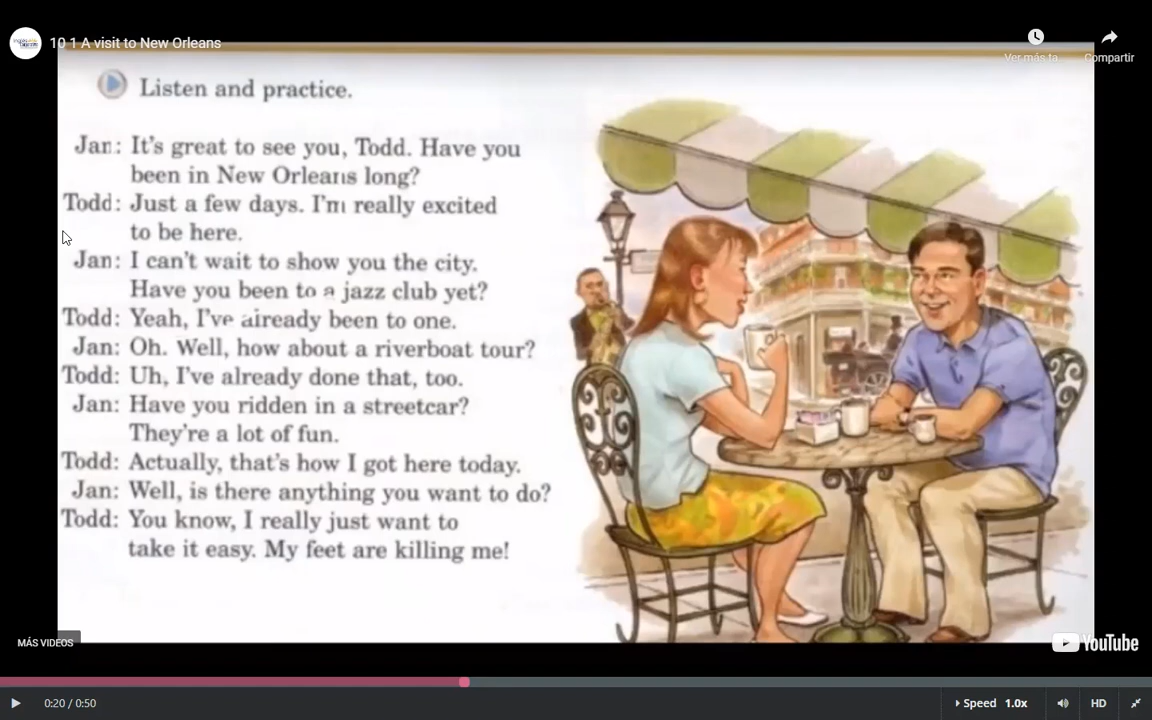 10 1 A visit to New Orleans
Ver más ta...
Compartir
Listen and practice.
Jan: It's great to see you, Todd. Have you
been in New Orleans long?
Todd: Just a few days. I'm really excited
to be here.
Jan: I can't wait to show you the city.
Have you been to a jazz club yet?
Todd: Yeah, I've already been to one.
Jan: Oh. Well, how about a riverboat tour?
Todd: Uh, I've already done that, too.
Jan: Have you ridden in a streetcar?
They're a lot of fun.
Todd: Actually, that's how I got here today.
Jan: Well, is there anything you want to do?
Todd: You know, I really just want to
take it easy. My feet are killing me!
MÁS VIDEOS
YouTube
0:20 / 0:50
Speed 1.0x
HD